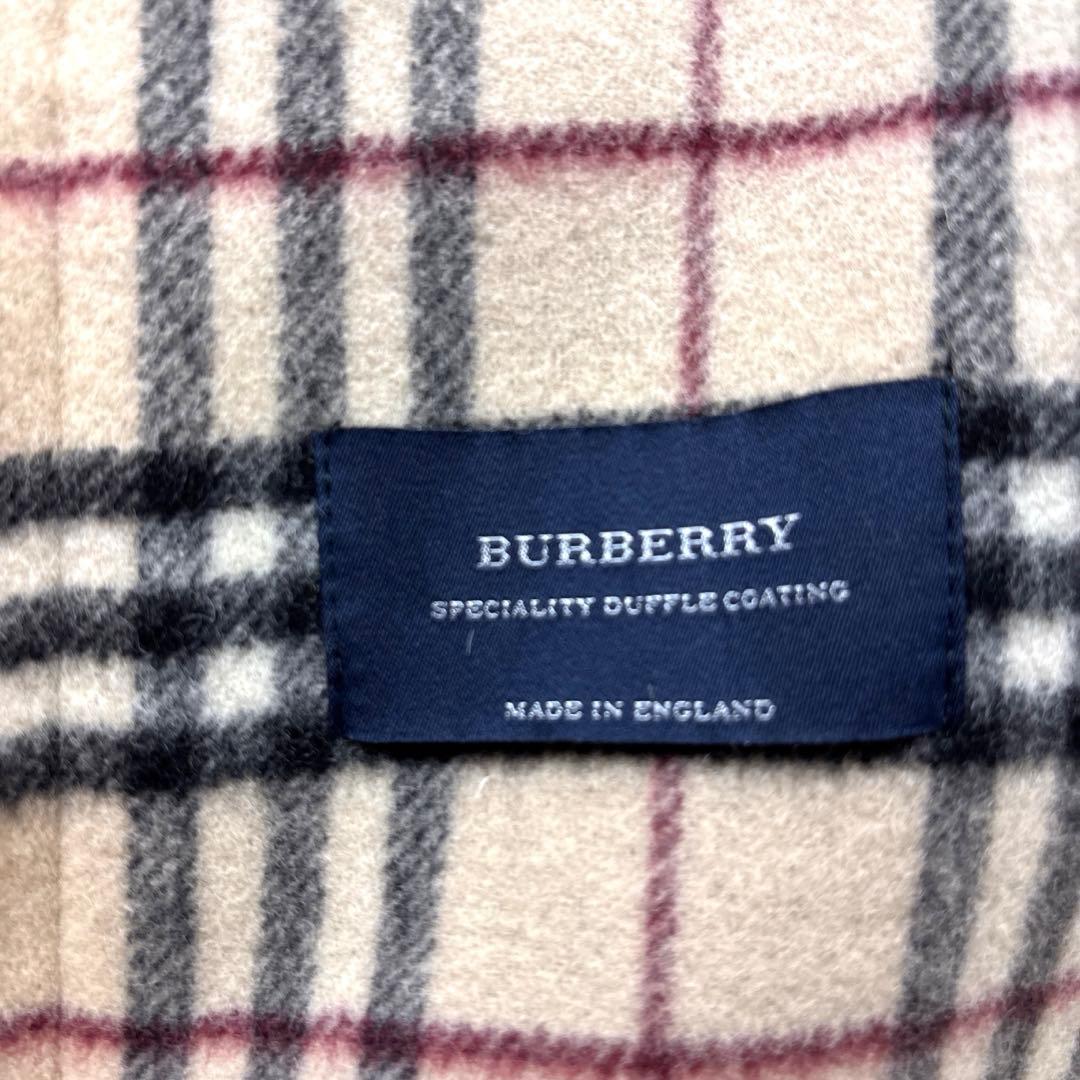 BURBERRY
SPECIALITY DUFFLE COATING
MADE IN ENGLAND